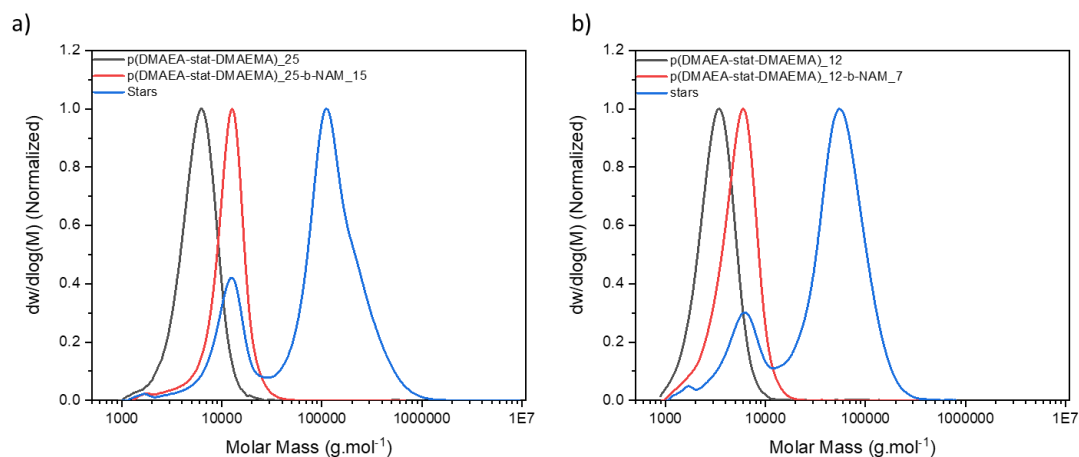 a)
dw/dlog(M) (Normalized)
1.2
1.0
0.8
0.6
0.4
0.2
0.0
p(DMAEA-stat-DMAEMA)_25
p(DMAEA-stat-DMAEMA)_25-b-NAM_15
Stars
1000 10000 100000 1000000 1E7
Molar Mass (g.mol⁻¹)
b)
dw/dlog(M) (Normalized)
1.2
1.0
0.8
0.6
0.4
0.2
0.0
p(DMAEA-stat-DMAEMA)_12
p(DMAEA-stat-DMAEMA)_12-b-NAM_7
stars
1000 10000 100000 1000000 1E7
Molar Mass (g.mol⁻¹)